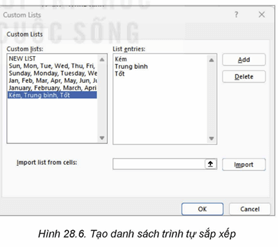 Custom Lists
?
Custom Lists
Custom lists:
NEW LIST
Sun, Mon, Tue, Wed, Thu, Fri,
Sunday, Monday, Tuesday, We
Jan, Feb, Mar, Apr, May, Jun, J
January, February, March, Apri
Kém, Trung bình, Tốt
List entries:
Kém
Trung bình
Tốt
Add
Delete
Import list from cells:
Import
OK
Cancel
Hình 28.6. Tạo danh sách trình tự sắp xếp